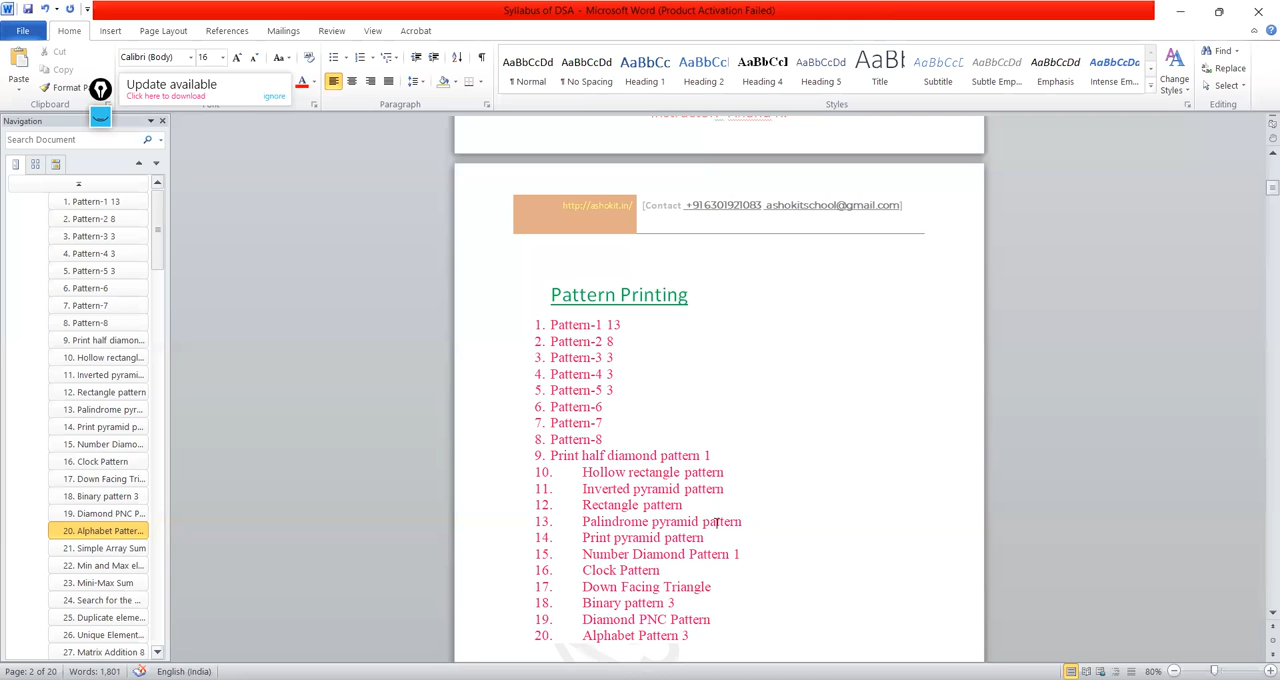 Syllabus of DSA - Microsoft Word (Product Activation Failed)
File Home Insert Page Layout References Mailings Review View Acrobat
Cut
Copy
Format P
Paste
Clipboard
Calibri (Body) 16
Update available
Click here to download ignore
Paragraph
AaBbCcDd AaBbCcDd AaBbCc AaBbCc AaBbCc AaBbCcDd AaB AaBbCcL AaBbCcDd AaBbCcDd AaBbCcDd
¶ Normal ¶ No Spacing Heading 1 Heading 2 Heading 4 Heading 5 Title Subtitle Subtle Emp... Emphasis Intense Em...
Styles
Change
Styles
Find
Replace
Select
Editing
Navigation
Search Document
1. Pattern-1 13
2. Pattern-2 8
3. Pattern-3 3
4. Pattern-4 3
5. Pattern-5 3
6. Pattern-6
7. Pattern-7
8. Pattern-8
9. Print half diamon...
10. Hollow rectangl...
11. Inverted pyrami...
12. Rectangle pattern
13. Palindrome pyr...
14. Print pyramid p...
15. Number Diamo...
16. Clock Pattern
17. Down Facing Tri...
18. Binary pattern 3
19. Diamond PNC P...
20. Alphabet Patter...
21. Simple Array Sum
22. Min and Max el...
23. Mini-Max Sum
24. Search for the ...
25. Duplicate eleme...
26. Unique Element...
27. Matrix Addition 8
http://ashokit.in/ [Contact +916301921083, ashokitschool@gmail.com]
Pattern Printing
1. Pattern-1 13
2. Pattern-2 8
3. Pattern-3 3
4. Pattern-4 3
5. Pattern-5 3
6. Pattern-6
7. Pattern-7
8. Pattern-8
9. Print half diamond pattern 1
10. Hollow rectangle pattern
11. Inverted pyramid pattern
12. Rectangle pattern
13. Palindrome pyramid pattern
14. Print pyramid pattern
15. Number Diamond Pattern 1
16. Clock Pattern
17. Down Facing Triangle
18. Binary pattern 3
19. Diamond PNC Pattern
20. Alphabet Pattern 3
Page: 2 of 20 Words: 1,801 English (India) 80%